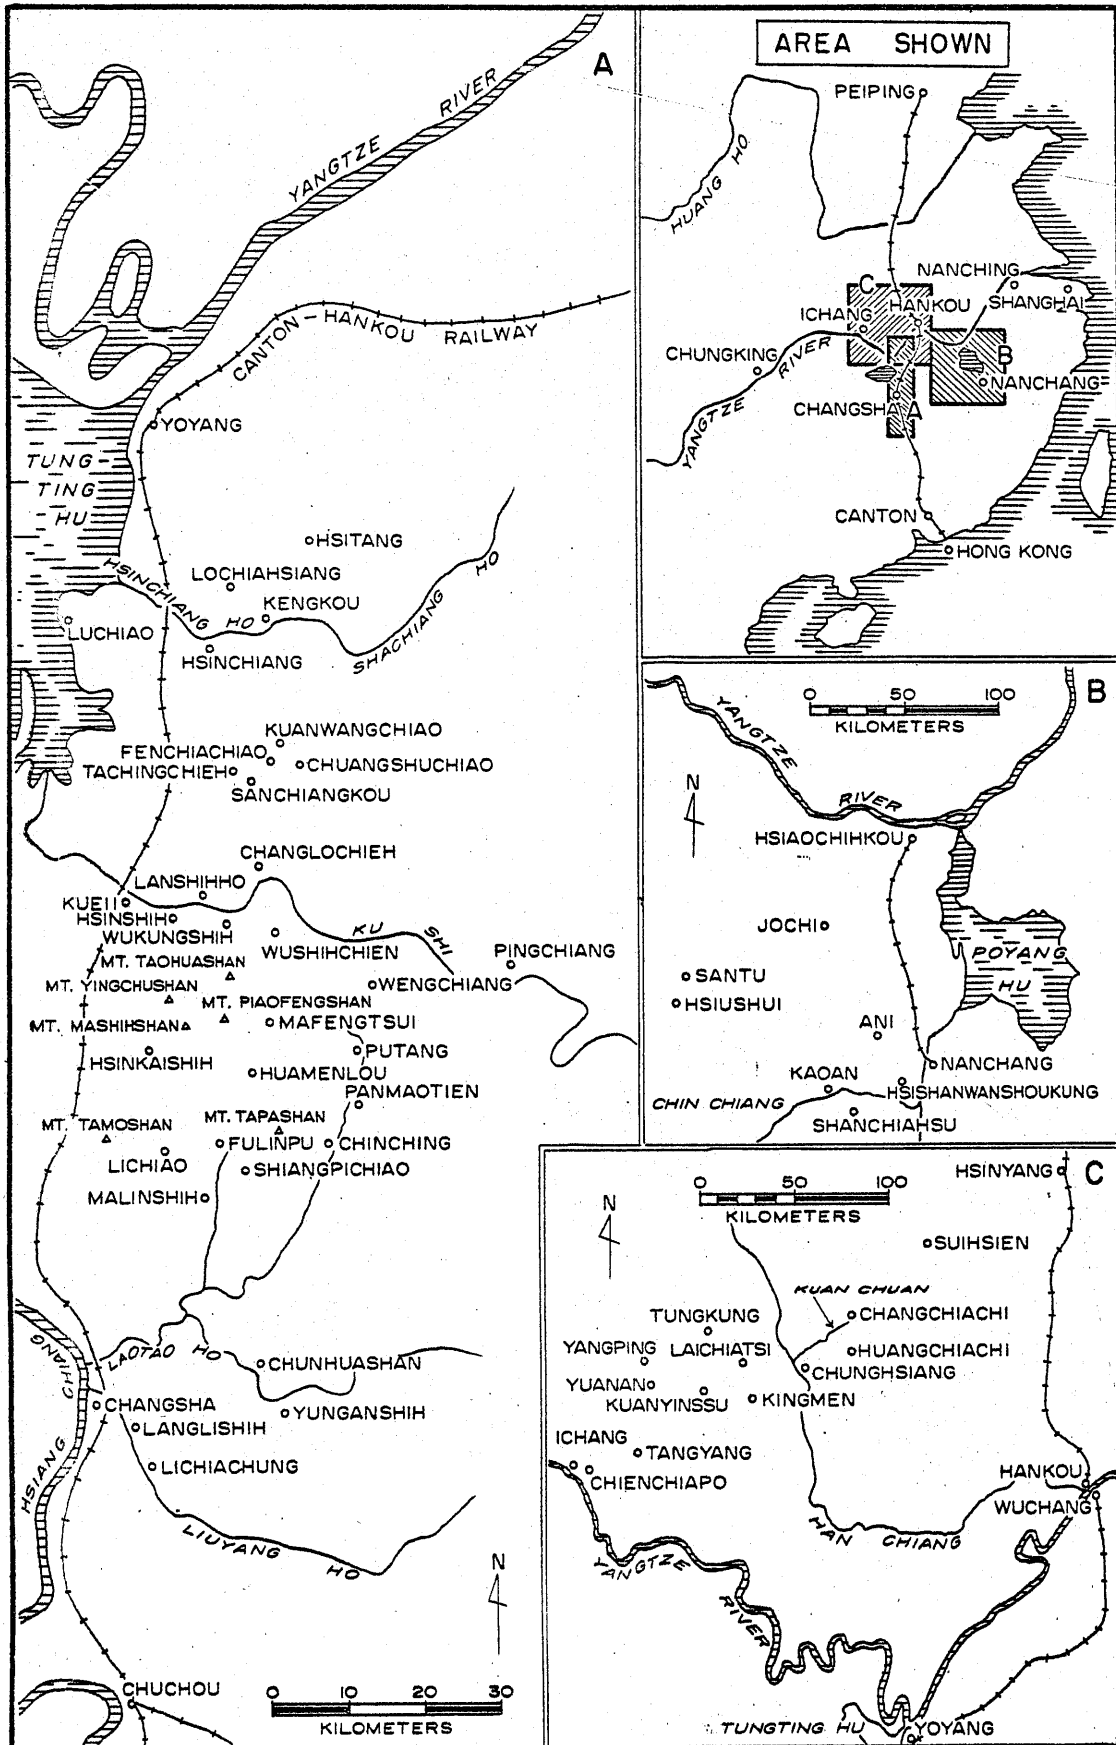 A
YANGTZE RIVER
CANTON - HANKOU RAILWAY
YOYANG
TUNG-
TING
HU
HSITANG
LOCHIAHSIANG
HSINCHIANG HO
KENGKOU
SHACHIANG HO
LUCHIAO
HSINCHIANG
KUANWANGCHIAO
FENCHIACHIAO
CHUANGSHUCHIAO
TACHINGCHIEH
SANCHIANGKOU
CHANGLOCHIEH
LANSHIHHO
KUEII
HSINSHIH
WUKUNGSHIH
WUSHIHCHIEN
KU SHI
PINGCHIANG
MT. TAOHUASHAN
MT. YINGCHUSHAN
WENGCHIANG
MT. PIAOFENGSHAN
MT. MASHIHSHAN
MAFENGTSUI
HSINKAISHIH
PUTANG
HUAMENLOU
PANMAOTIEN
MT. TAMOSHAN
MT. TAPASHAN
FULINPU
CHINCHING
LICHIAO
SHIANGPICHIAO
MALINSHIH
HSIANG CHIANG
LAOTAO HO
CHUNHUASHAN
CHANGSHA
YUNGANSHIH
LANGLISHIH
LICHIACHUNG
LIUYANG HO
N
CHUCHOU
0 10 20 30
KILOMETERS
AREA SHOWN
PEIPING
HUANG HO
NANCHING
C
HANKOU
SHANGHAI
ICHANG
CHUNGKING
YANGTZE RIVER
B
NANCHANG
CHANGSHA
A
CANTON
HONG KONG
B
0 50 100
KILOMETERS
YANGTZE RIVER
N
HSIAOCHIHKOU
JOCHI
POYANG
HU
SANTU
HSIUSHUI
ANI
NANCHANG
KAOAN
HSISHANWANSHOUKUNG
CHIN CHIANG
SHANCHIAHSU
C
0 50 100
KILOMETERS
N
HSINYANG
SUIHSIEN
KUAN CHUAN
CHANGCHIACHI
TUNGKUNG
YANGPING
LAICHIATSI
HUANGCHIACHI
CHUNGHSIANG
YUANAN
KUANYINSSU
KINGMEN
ICHANG
TANGYANG
CHIENCHIAPO
HANKOU
WUCHANG
HAN CHIANG
YANGTZE RIVER
TUNGTING HU
YOYANG